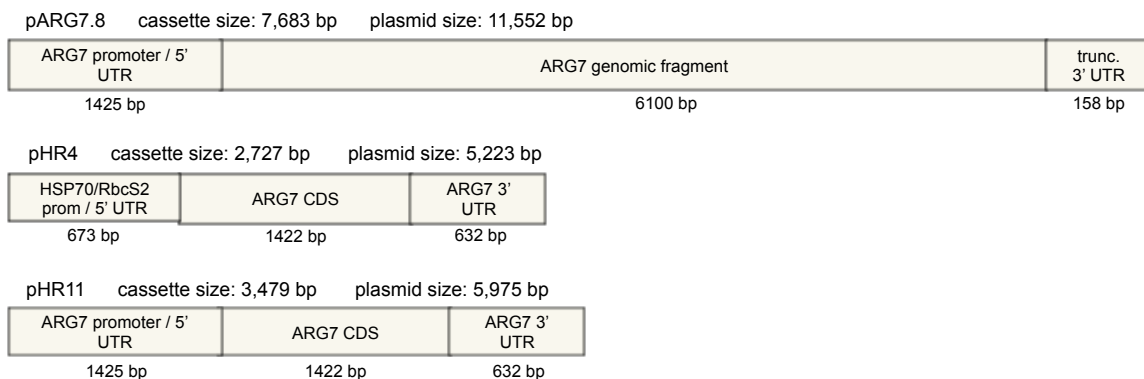 pARG7.8 cassette size: 7,683 bp plasmid size: 11,552 bp
ARG7 promoter / 5’
UTR
ARG7 genomic fragment
trunc.
3’ UTR
1425 bp
6100 bp
158 bp
pHR4 cassette size: 2,727 bp plasmid size: 5,223 bp
HSP70/RbcS2
prom / 5’ UTR
ARG7 CDS
ARG7 3’
UTR
673 bp
1422 bp
632 bp
pHR11 cassette size: 3,479 bp plasmid size: 5,975 bp
ARG7 promoter / 5’
UTR
ARG7 CDS
ARG7 3’
UTR
1425 bp
1422 bp
632 bp